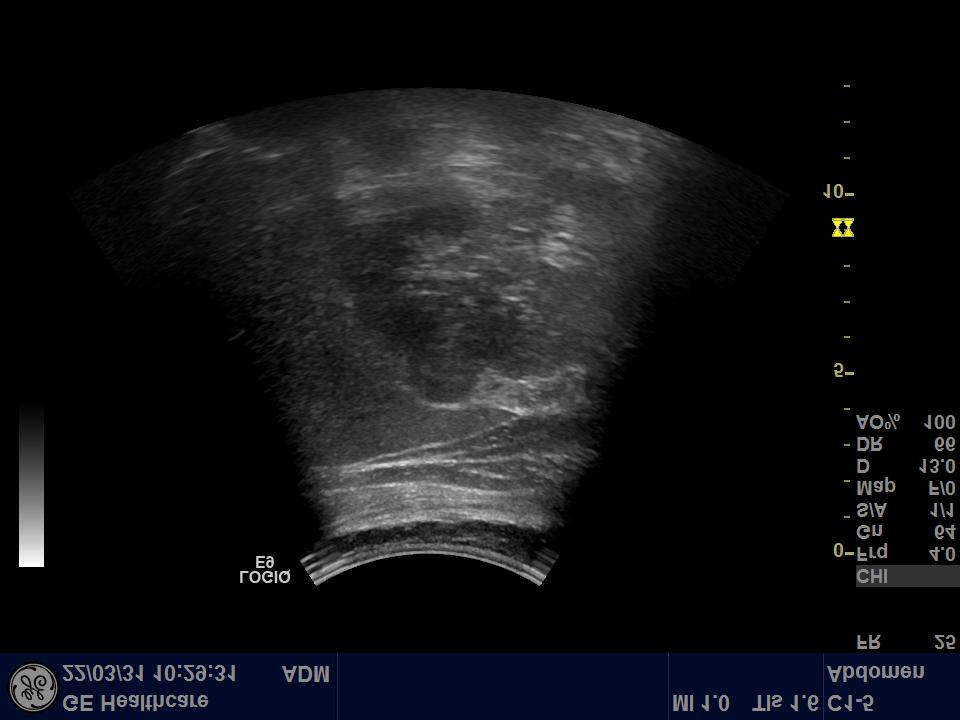 GE Healthcare MI 1.0 TIs 1.6 C1-5
22/03/31 10:29:31 ADM Abdomen
FR 25
CHI
Frq 4.0
Gn 64
S/A 1/1
Map F/0
D 13.0
DR 66
AO% 100
LOGIQ
E9
0
5
10